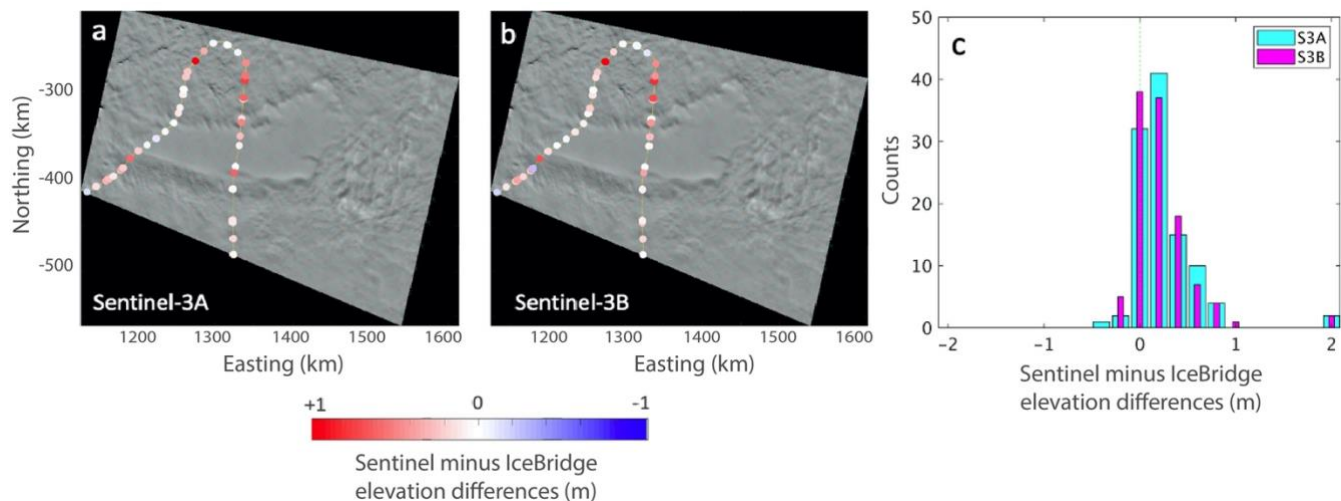 a
b
c
Northing (km)
-300
-400
-500
Sentinel-3A
Sentinel-3B
1200 1300 1400 1500 1600
Easting (km)
1200 1300 1400 1500 1600
Easting (km)
Counts
50
40
30
20
10
0
S3A
S3B
-2 -1 0 1 2
Sentinel minus IceBridge
elevation differences (m)
+1 0 -1
Sentinel minus IceBridge
elevation differences (m)